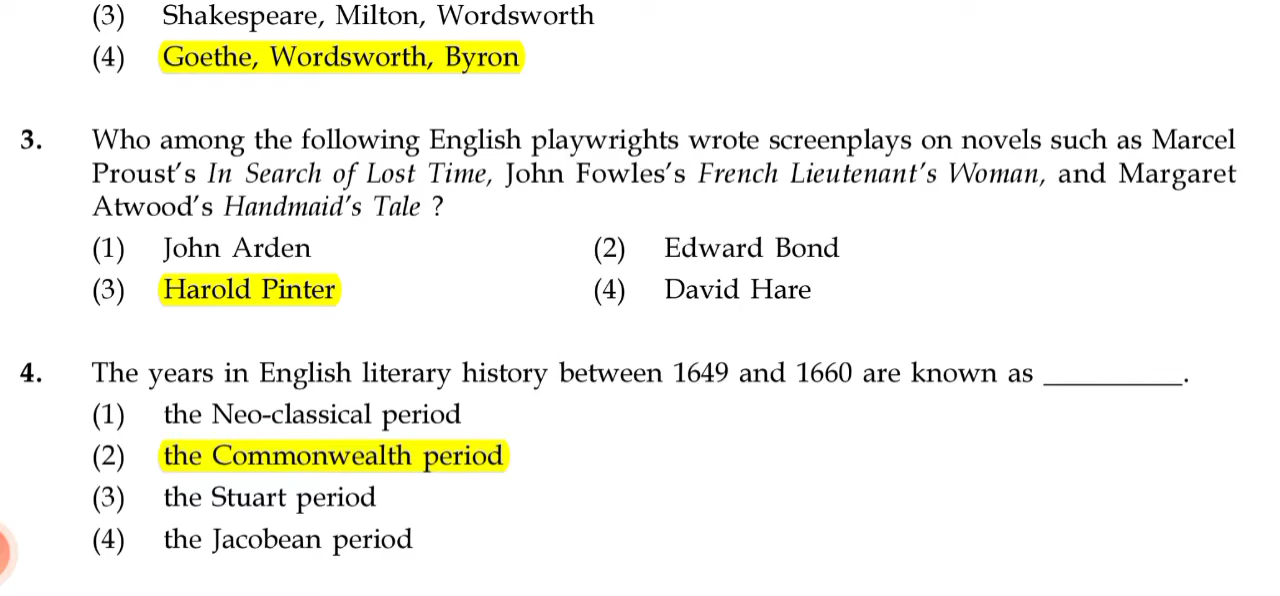 (3) Shakespeare, Milton, Wordsworth
(4) Goethe, Wordsworth, Byron
3. Who among the following English playwrights wrote screenplays on novels such as Marcel
Proust's In Search of Lost Time, John Fowles's French Lieutenant's Woman, and Margaret
Atwood's Handmaid's Tale ?
(1) John Arden (2) Edward Bond
(3) Harold Pinter (4) David Hare
4. The years in English literary history between 1649 and 1660 are known as __________.
(1) the Neo-classical period
(2) the Commonwealth period
(3) the Stuart period
(4) the Jacobean period